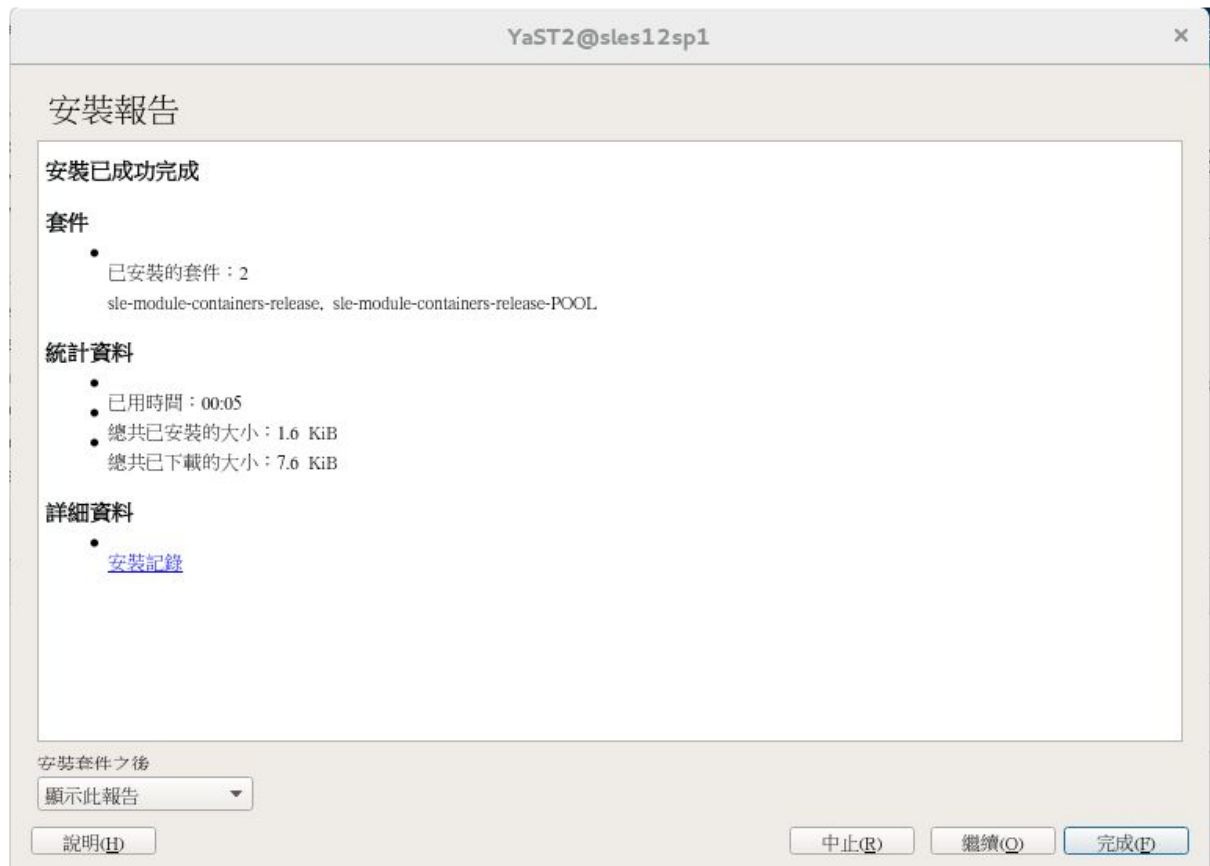 YaST2@sles12sp1
安裝報告
安裝已成功完成
套件
已安裝的套件：2
sle-module-containers-release, sle-module-containers-release-POOL
統計資料
已用時間：00:05
總共已安裝的大小：1.6 KiB
總共已下載的大小：7.6 KiB
詳細資料
安裝記錄
安裝套件之後
顯示此報告
說明(H) 中止(R) 繼續(O) 完成(F)